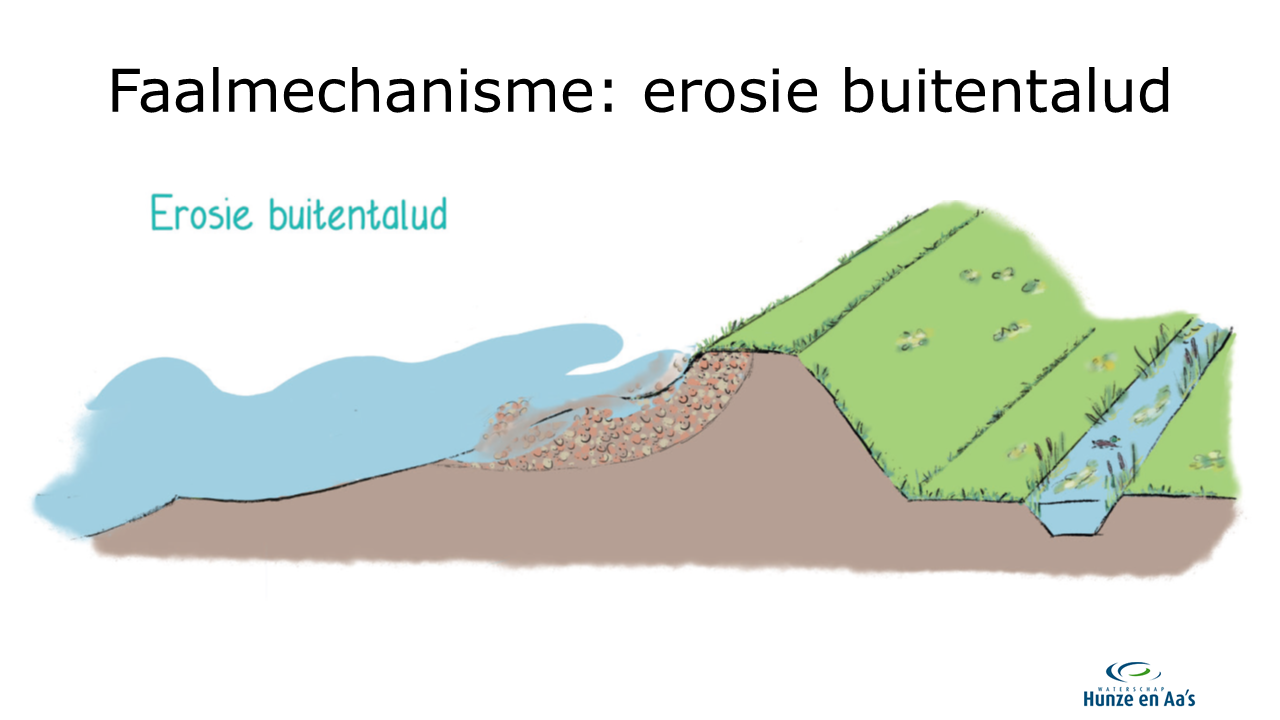 Faalmechanisme: erosie buitentalud
Erosie buitentalud
WATERSCHAP
Hunze en Aa's